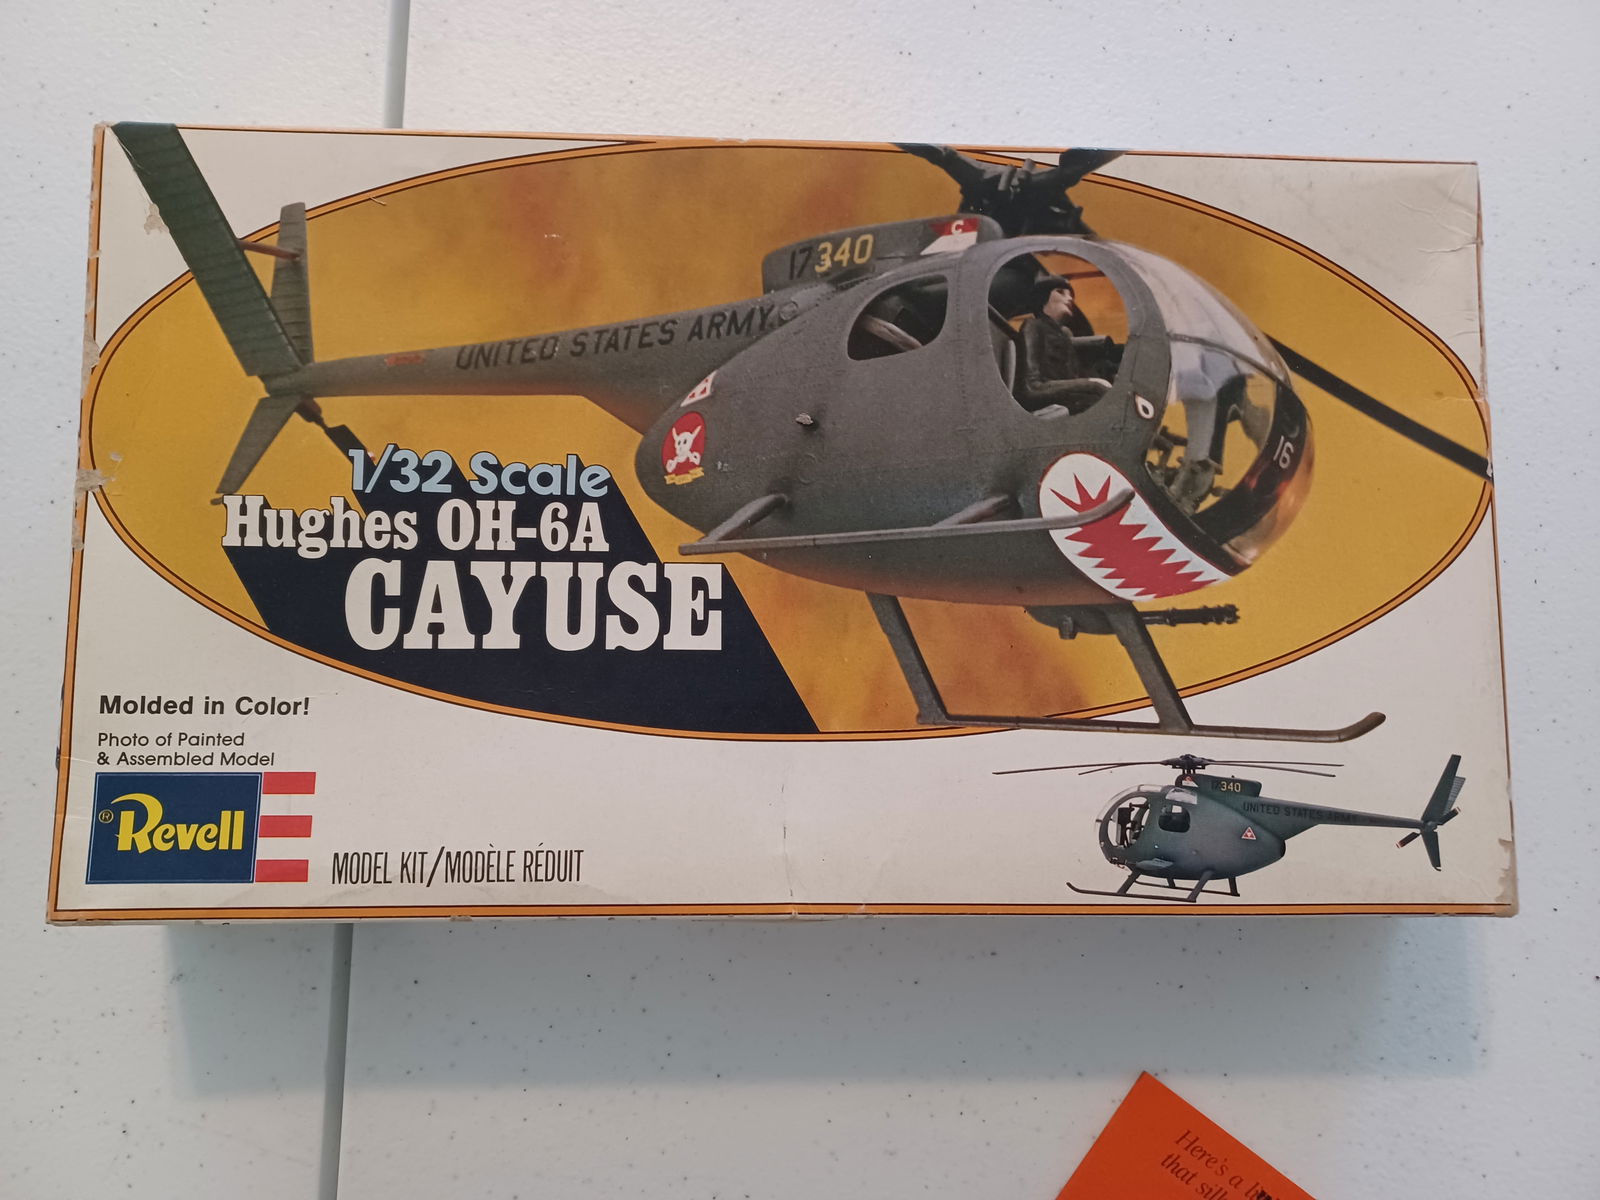 17340
C
UNITED STATES ARMY
16
1/32 Scale
Hughes OH-6A
CAYUSE
Molded in Color!
Photo of Painted
& Assembled Model
® Revell
MODEL KIT/MODÈLE RÉDUIT
17340
UNITED STATES ARMY
Here's a
that